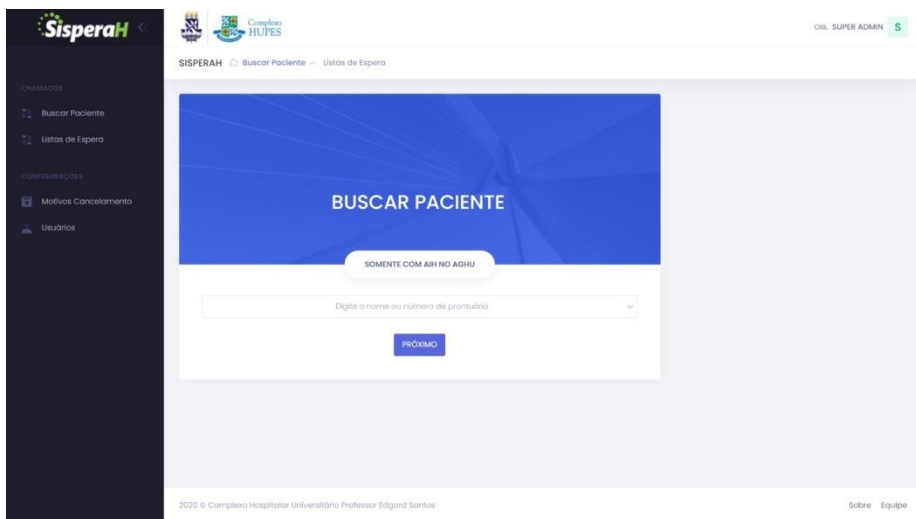 SisperaH
Complexo
HUPES
Olá, SUPER ADMIN S
SISPERAH Buscar Paciente — Listas de Espera
CHAMADOS
Buscar Paciente
Listas de Espera
CONFIGURAÇÕES
Motivos Cancelamento
Usuários
BUSCAR PACIENTE
SOMENTE COM AIH NO AGHU
Digite o nome ou número de prontuário
PRÓXIMO
2020 © Complexo Hospitalar Universitário Professor Edgard Santos
Sobre Equipe